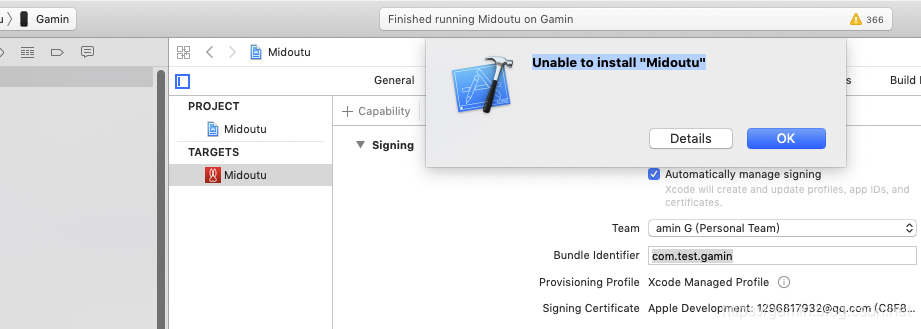 u
Gamin
Finished running Midoutu on Gamin
366
Midoutu
Unable to install "Midoutu"
General
s
Build
Details
OK
PROJECT
Midoutu
TARGETS
Midoutu
+ Capability
Signing
Automatically manage signing
Xcode will create and update profiles, app IDs, and
certificates.
Team
amin G (Personal Team)
Bundle Identifier
com.test.gamin
Provisioning Profile
Xcode Managed Profile
Signing Certificate
Apple Development: 1296817932@qq.com (C8F8...